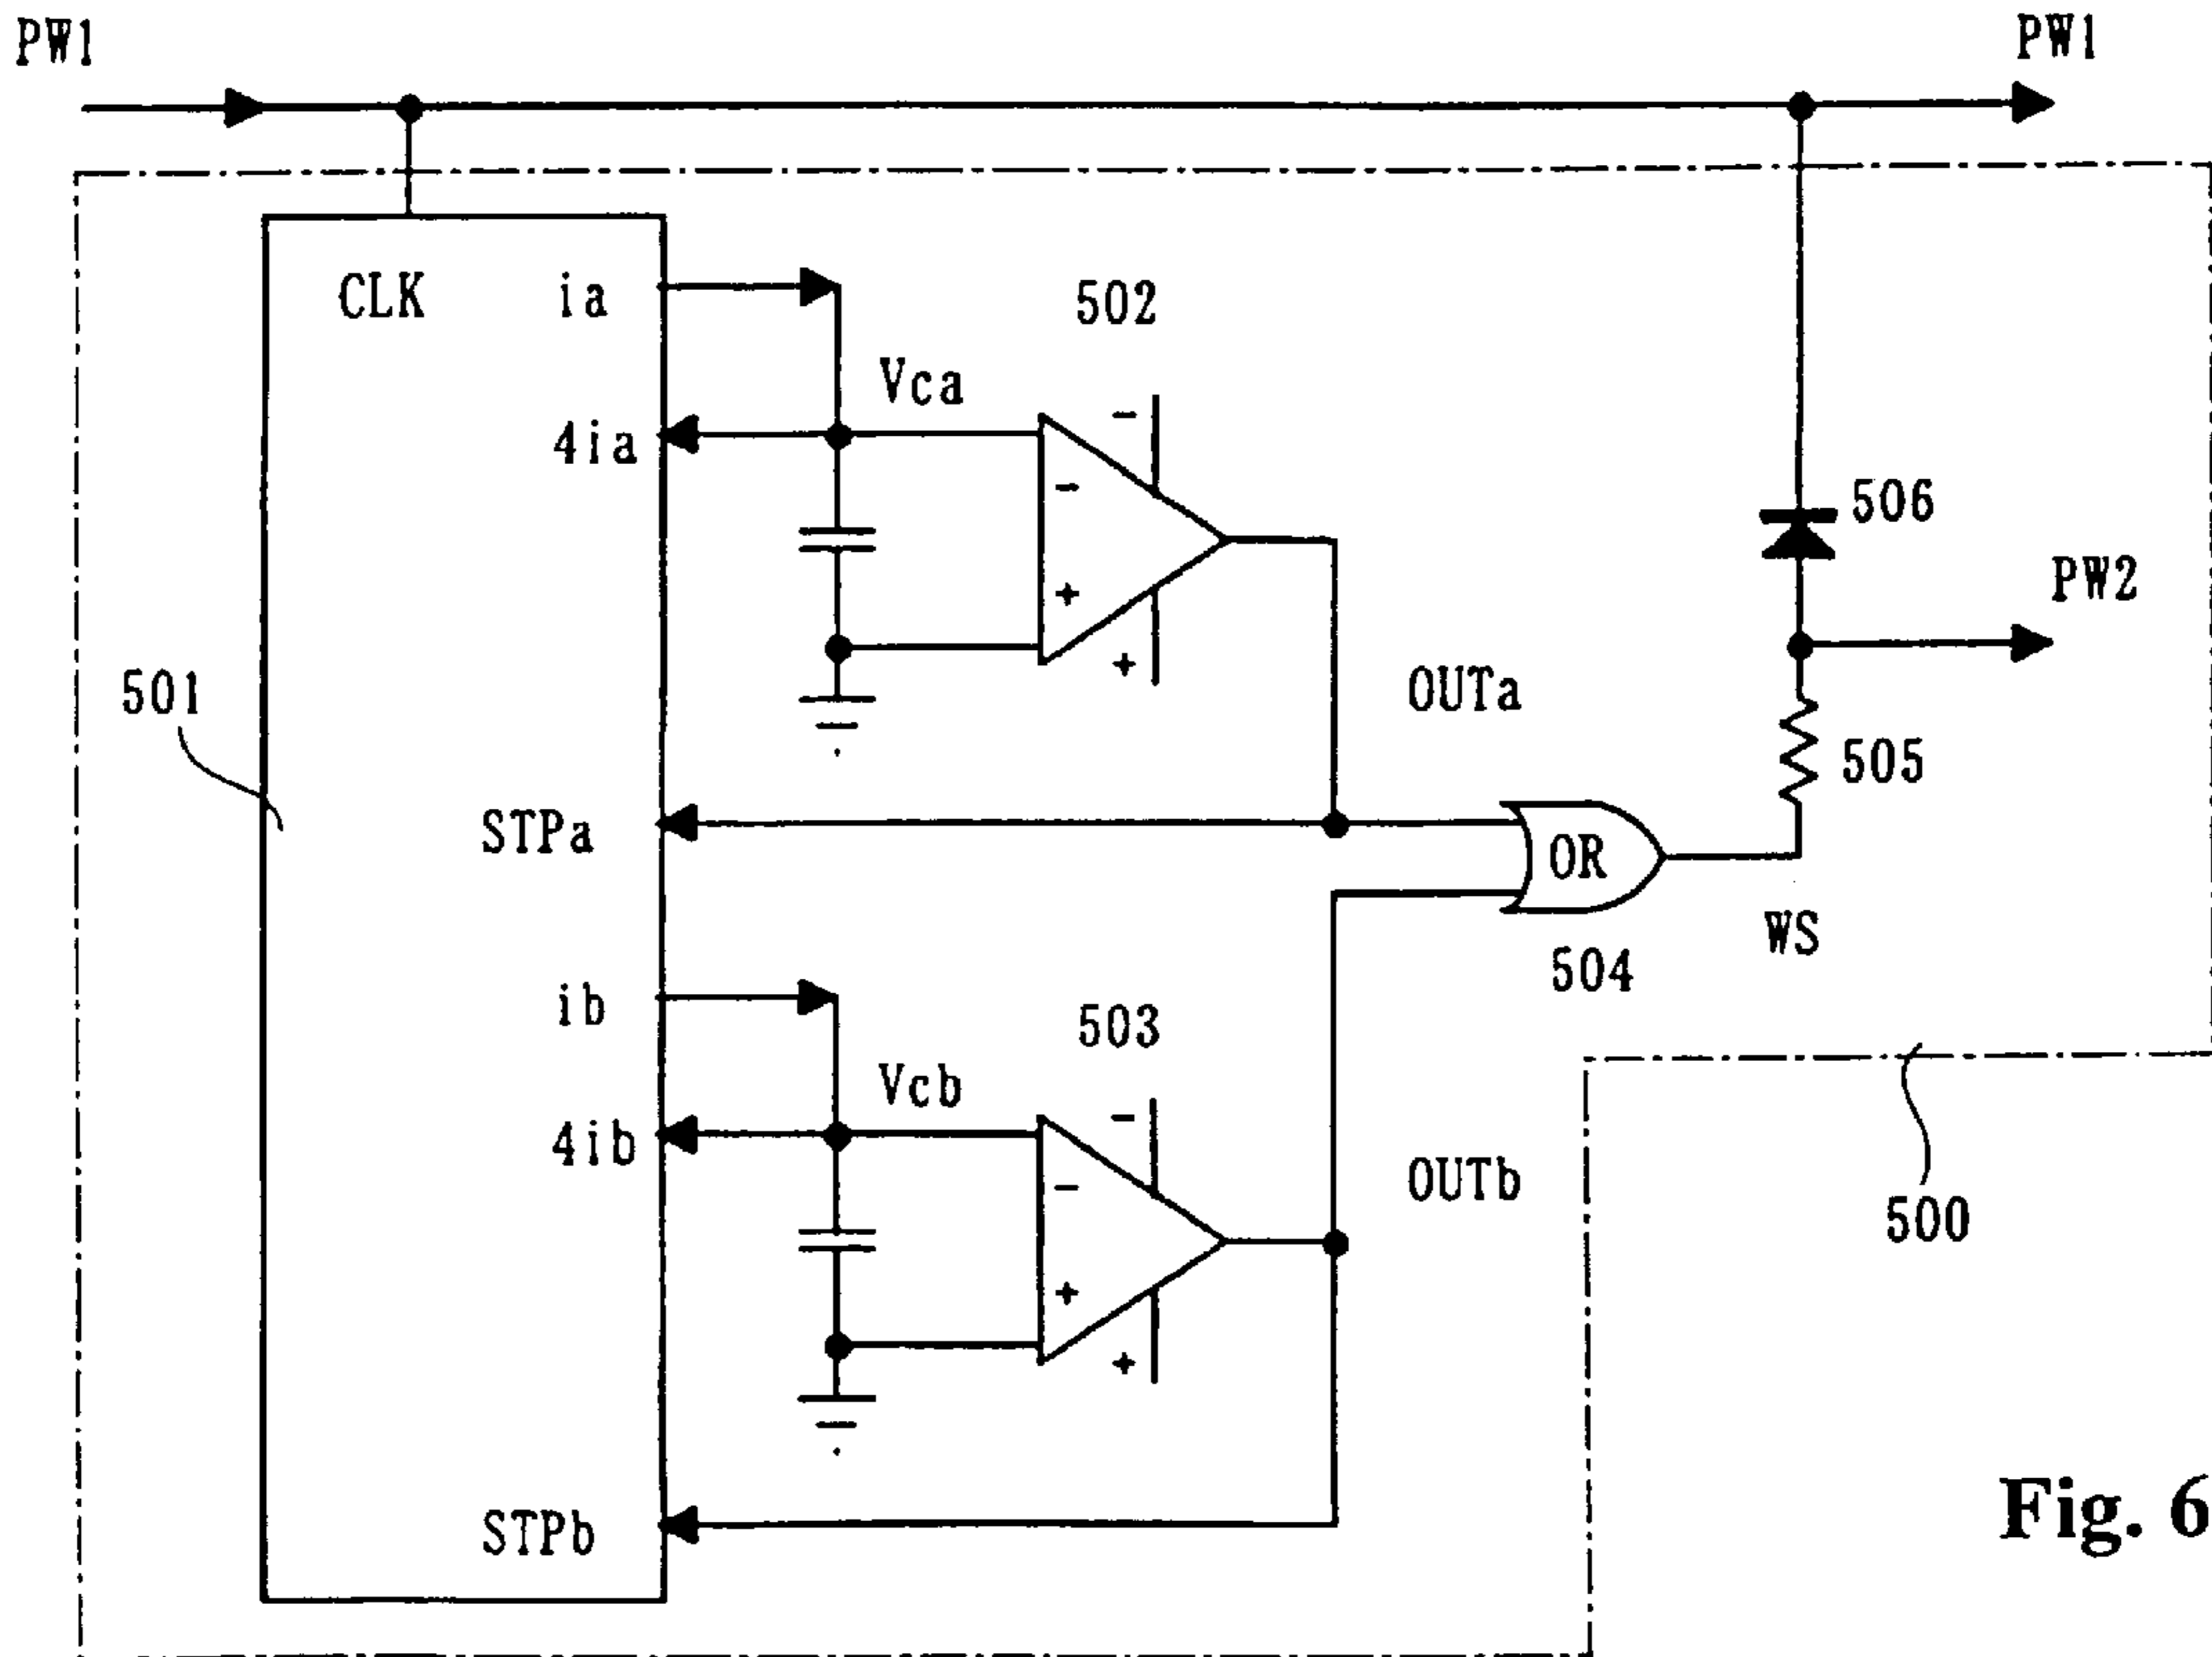 PW1
PW1
CLK
ia
502
Vca
4ia
-
-
506
PW2
+
+
501
OUTa
505
STPa
OR
WS
504
ib
503
Vcb
4ib
-
-
OUTb
500
+
+
Fig. 6
STPb